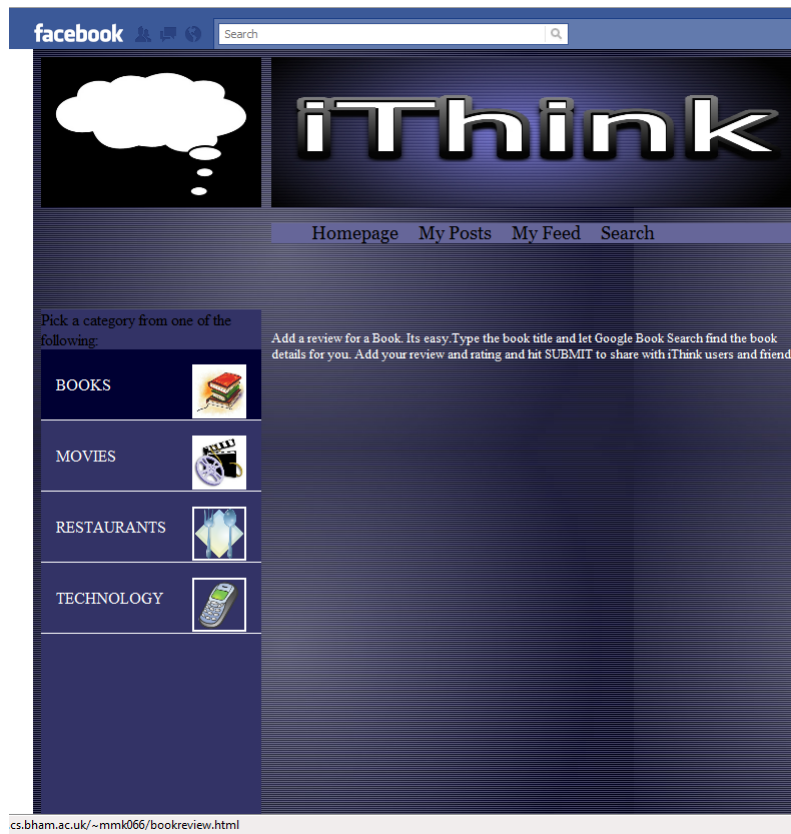 facebook
Search
iThink
Homepage My Posts My Feed Search
Pick a category from one of the
following:
BOOKS
MOVIES
RESTAURANTS
TECHNOLOGY
Add a review for a Book. Its easy.Type the book title and let Google Book Search find the book
details for you. Add your review and rating and hit SUBMIT to share with iThink users and friend
cs.bham.ac.uk/~mmk066/bookreview.html